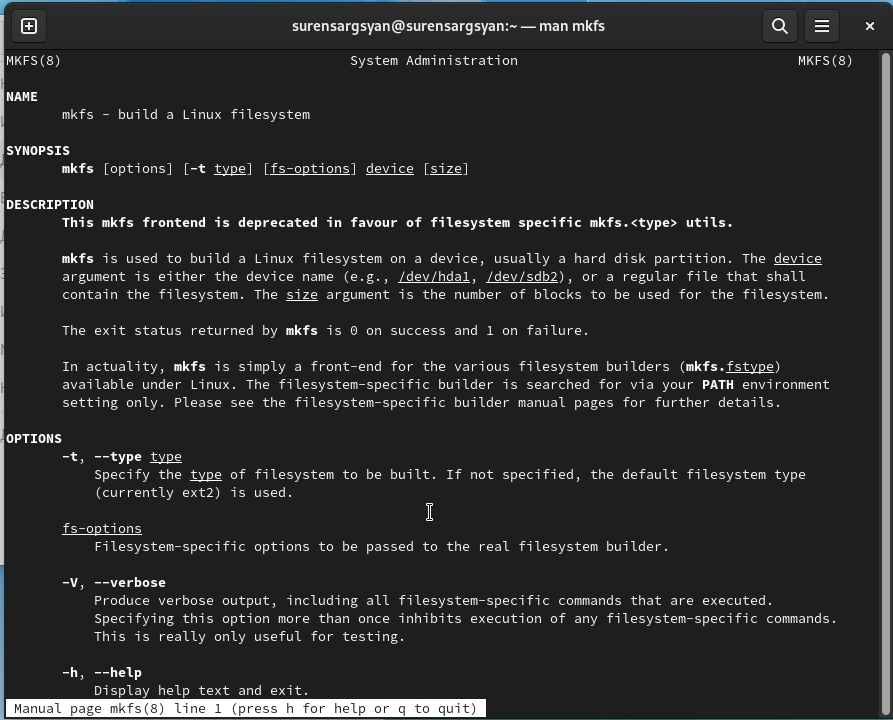 surensargsyan@surensargsyan:~ — man mkfs
MKFS(8) System Administration MKFS(8)
NAME
mkfs - build a Linux filesystem
SYNOPSIS
mkfs [options] [-t type] [fs-options] device [size]
DESCRIPTION
This mkfs frontend is deprecated in favour of filesystem specific mkfs.<type> utils.
mkfs is used to build a Linux filesystem on a device, usually a hard disk partition. The device
argument is either the device name (e.g., /dev/hda1, /dev/sdb2), or a regular file that shall
contain the filesystem. The size argument is the number of blocks to be used for the filesystem.
The exit status returned by mkfs is 0 on success and 1 on failure.
In actuality, mkfs is simply a front-end for the various filesystem builders (mkfs.fstype)
available under Linux. The filesystem-specific builder is searched for via your PATH environment
setting only. Please see the filesystem-specific builder manual pages for further details.
OPTIONS
-t, --type type
Specify the type of filesystem to be built. If not specified, the default filesystem type
(currently ext2) is used.
fs-options
Filesystem-specific options to be passed to the real filesystem builder.
-V, --verbose
Produce verbose output, including all filesystem-specific commands that are executed.
Specifying this option more than once inhibits execution of any filesystem-specific commands.
This is really only useful for testing.
-h, --help
Display help text and exit.
Manual page mkfs(8) line 1 (press h for help or q to quit)